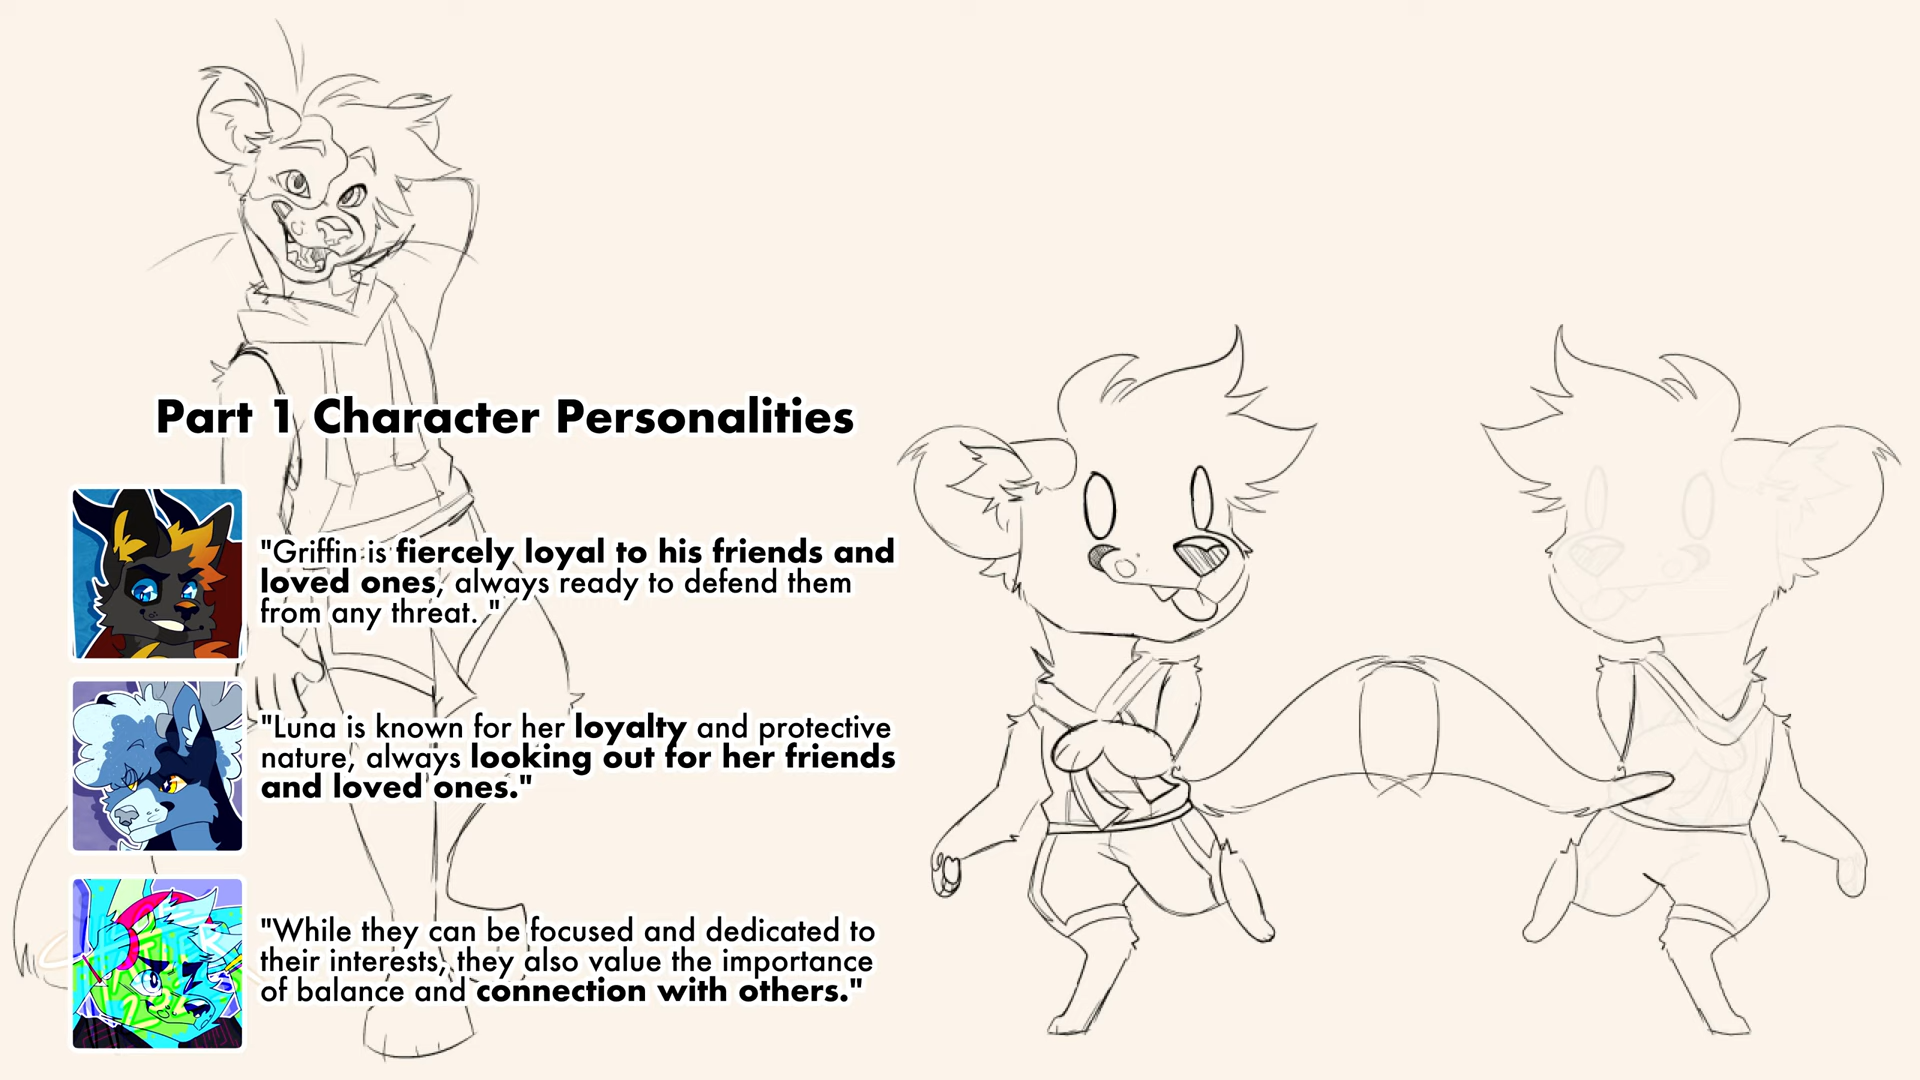 Part 1 Character Personalities
"Griffin is fiercely loyal to his friends and
loved ones, always ready to defend them
from any threat. "
"Luna is known for her loyalty and protective
nature, always looking out for her friends
and loved ones."
"While they can be focused and dedicated to
their interests, they also value the importance
of balance and connection with others."